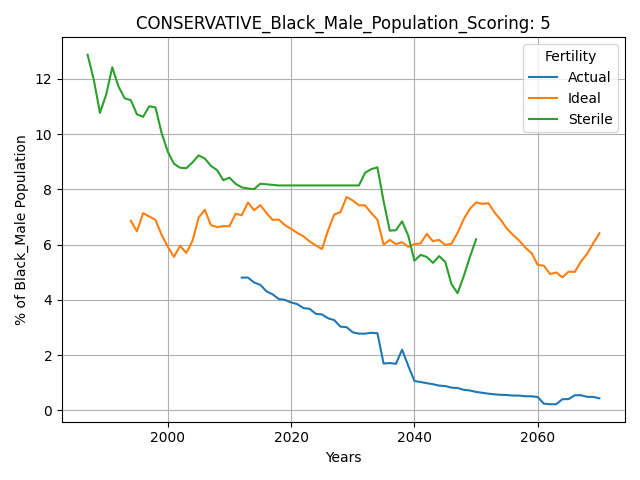 CONSERVATIVE_Black_Male_Population_Scoring: 5
% of Black_Male Population
12
10
8
6
4
2
0
Fertility
Actual
Ideal
Sterile
2000 2020 2040 2060
Years